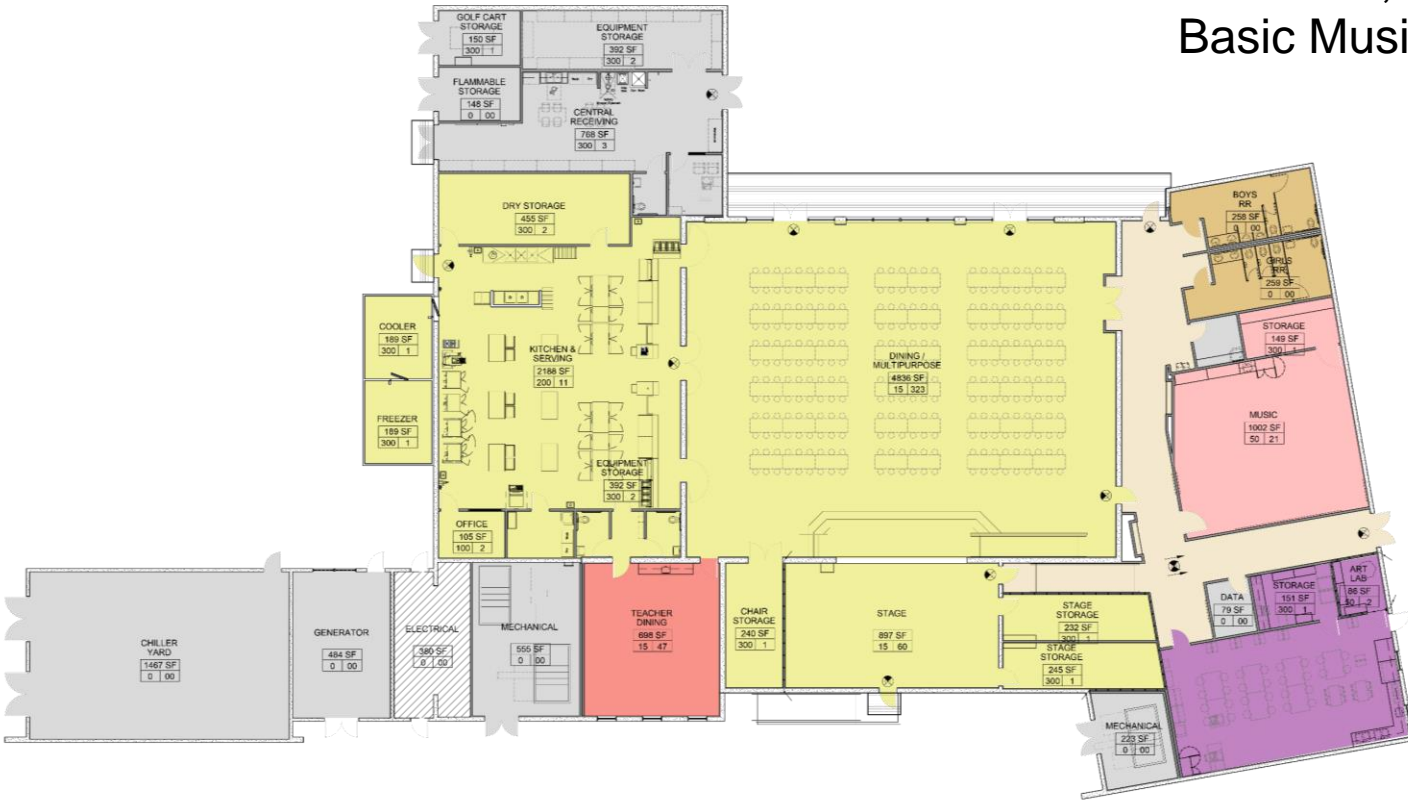 Basic Musi
GOLF CART
STORAGE
150 SF
300 1
EQUIPMENT
STORAGE
392 SF
300 2
FLAMMABLE
STORAGE
148 SF
0 00
CENTRAL
RECEIVING
768 SF
300 3
DRY STORAGE
455 SF
300 2
BOYS
RR
258 SF
0 00
GIRLS
RR
259 SF
0 00
COOLER
189 SF
300 1
KITCHEN &
SERVING
2188 SF
200 11
DINING /
MULTIPURPOSE
4836 SF
15 323
STORAGE
149 SF
300 1
FREEZER
189 SF
300 1
MUSIC
1002 SF
50 21
EQUIPMENT
STORAGE
392 SF
300 2
OFFICE
105 SF
100 2
CHILLER
YARD
1467 SF
0 00
GENERATOR
484 SF
0 00
ELECTRICAL
380 SF
0 00
MECHANICAL
555 SF
0 00
TEACHER
DINING
698 SF
15 47
CHAIR
STORAGE
240 SF
300 1
STAGE
897 SF
15 60
STAGE
STORAGE
232 SF
300 1
STAGE
STORAGE
245 SF
300 1
DATA
79 SF
0 00
STORAGE
151 SF
300 1
ART
LAB
86 SF
MECHANICAL
223 SF
0 00